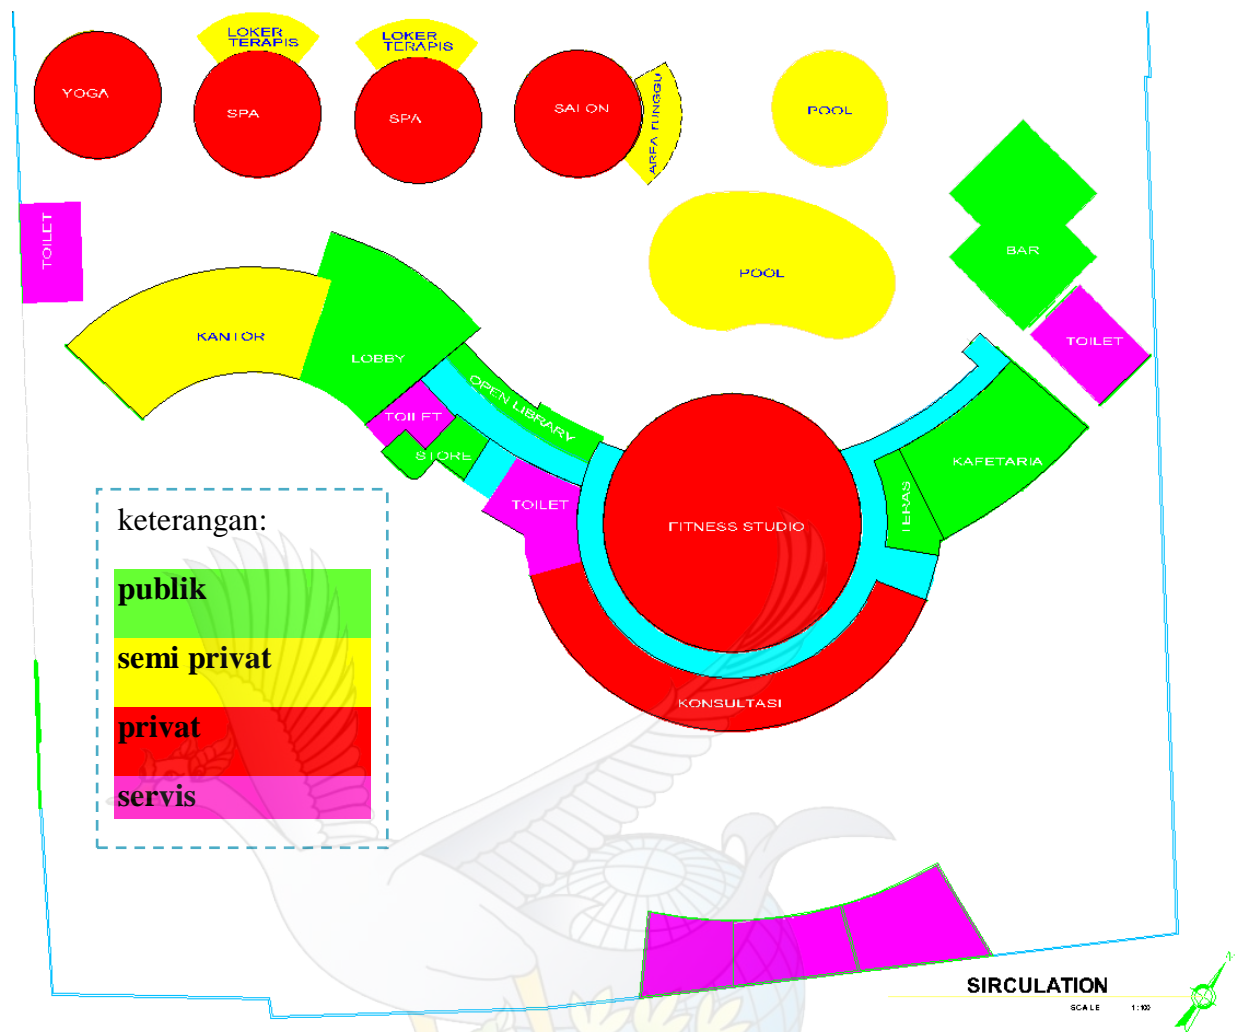 LOKER
TERAPIS
LOKER
TERAPIS
YOGA
SPA
SPA
SALON
AREA TUNGGU
POOL
TOILET
BAR
POOL
KANTOR
LOBBY
TOILET
OPEN LIBRARY
TOILET
STORE
KAFETARIA
TERAS
TOILET
FITNESS STUDIO
keterangan:
publik
semi privat
privat
servis
KONSULTASI
SIRCULATION
SCALE 1:100
N